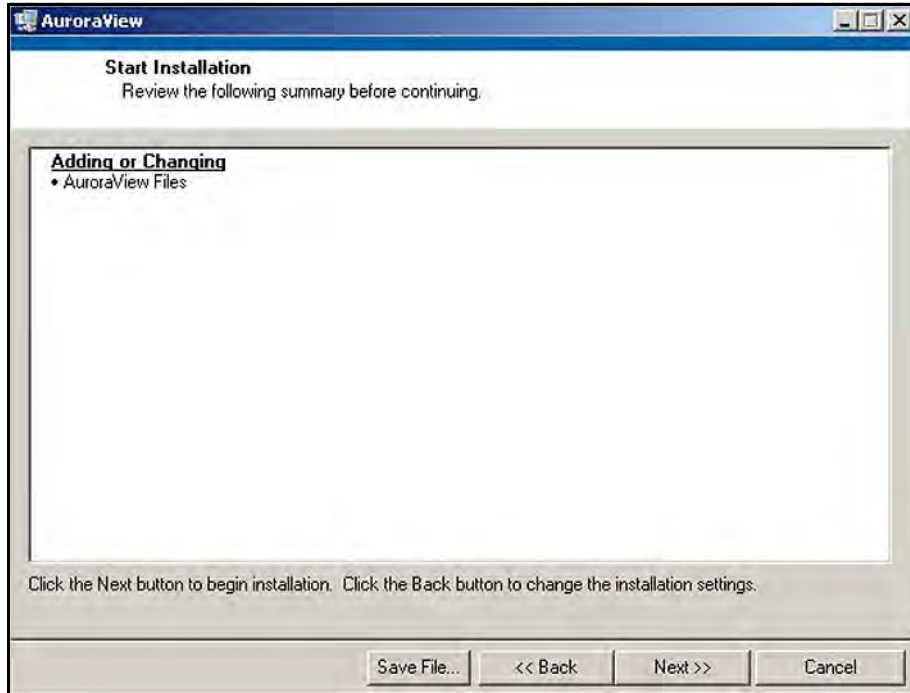 AuroraView
Start Installation
Review the following summary before continuing.
Adding or Changing
• AuroraView Files
Click the Next button to begin installation.  Click the Back button to change the installation settings.
Save File...
<< Back
Next >>
Cancel